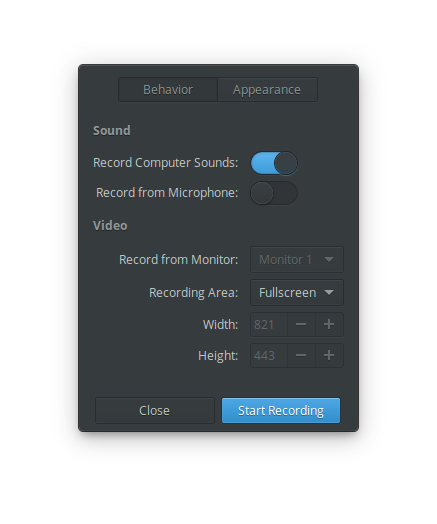 Behavior Appearance
Sound
Record Computer Sounds:
Record from Microphone:
Video
Record from Monitor: Monitor 1
Recording Area: Fullscreen
Width: 821 − +
Height: 443 − +
Close Start Recording